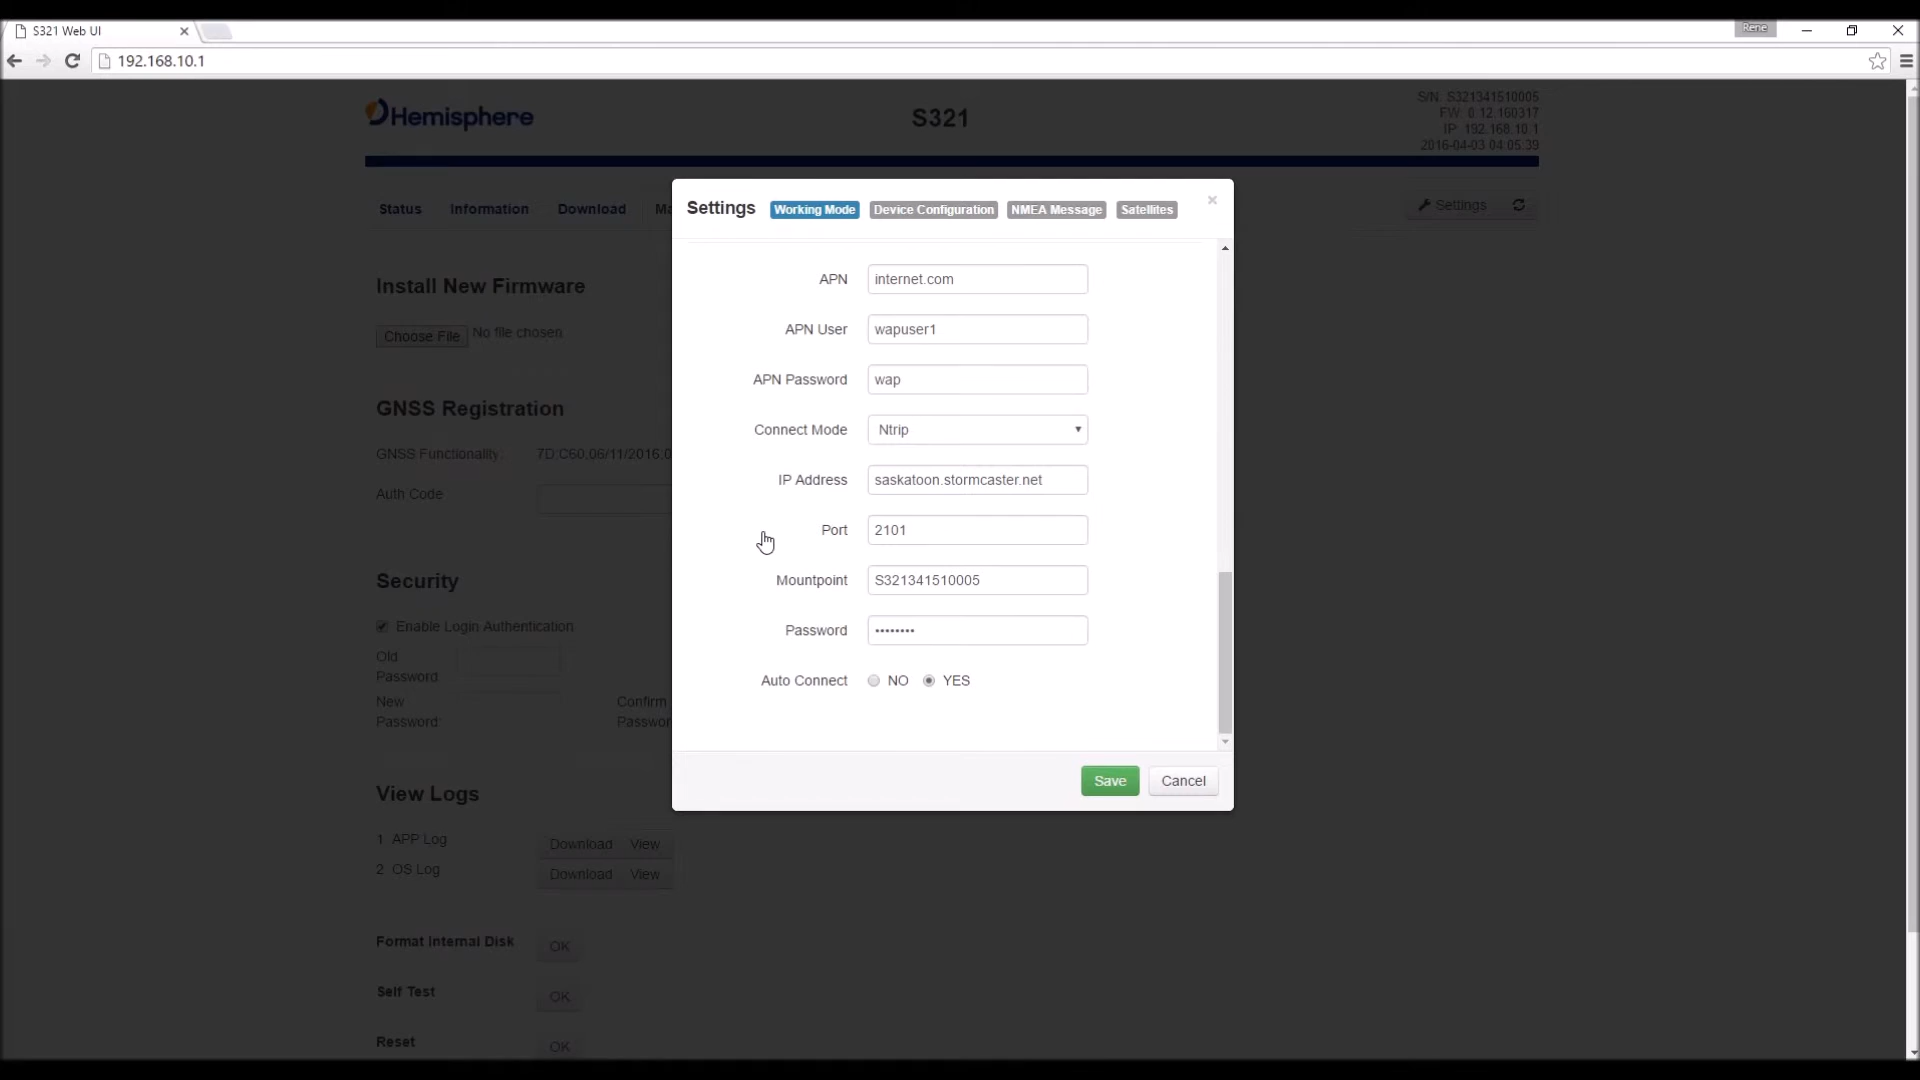 S321 Web UI
Rene
192.168.10.1
Hemisphere
S321
S/N: S321341510005
FW: 0.12.160317
IP: 192.168.10.1
2016-04-03 04:05:39
Status Information Download Ma
Settings
Settings Working Mode Device Configuration NMEA Message Satellites ×
Install New Firmware
Choose File No file chosen
GNSS Registration
GNSS Functionality: 7D:C60;06/11/2016;0
Auth Code
Security
Enable Login Authentication
Old
Password
New
Password:
Confirm
Passwor
View Logs
1 APP Log Download View
2 OS Log Download View
Format Internal Disk OK
Self Test OK
Reset OK
APN internet.com
APN User wapuser1
APN Password wap
Connect Mode Ntrip
IP Address saskatoon.stormcaster.net
Port 2101
Mountpoint S321341510005
Password ••••••••
Auto Connect NO YES
Save Cancel